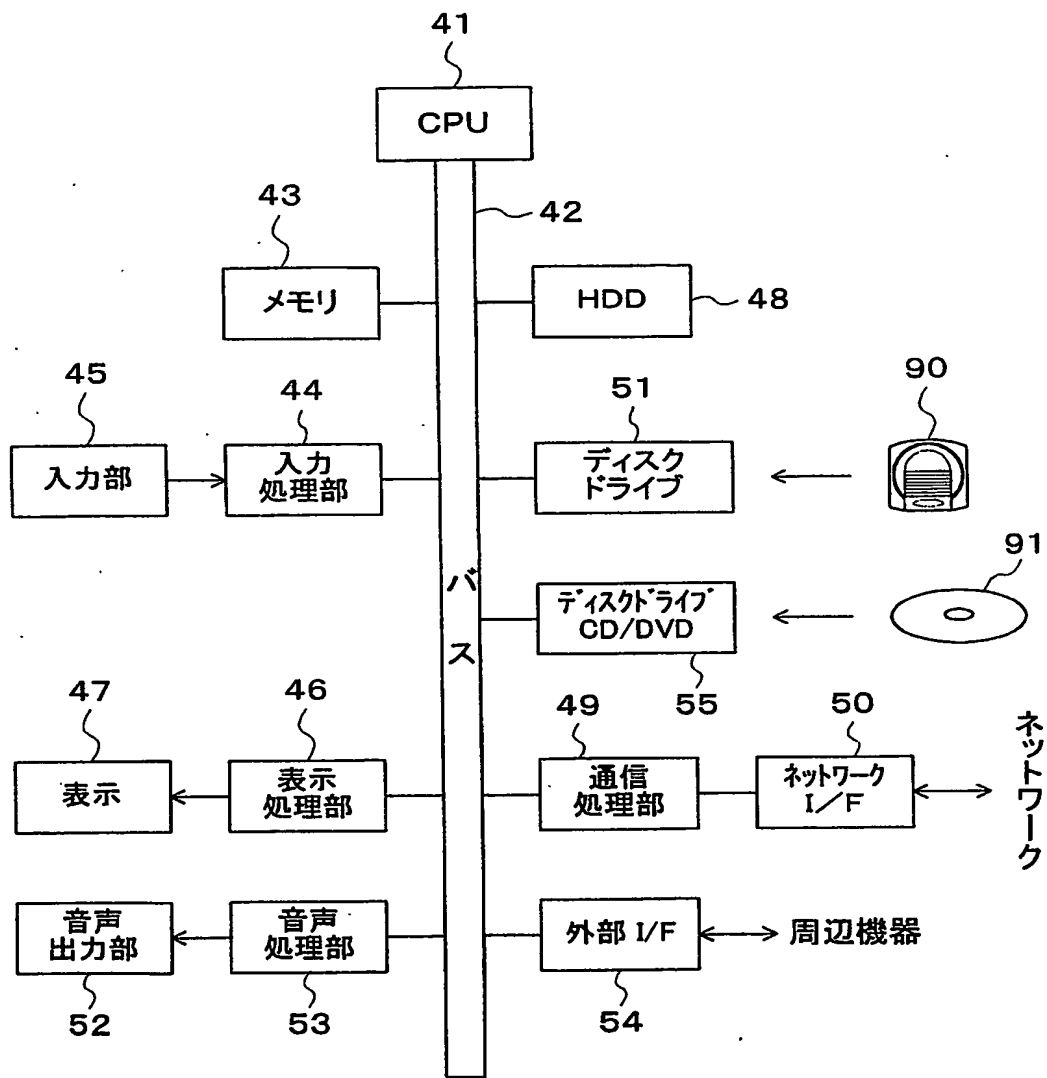 41
CPU
43
42
メモリ
HDD
48
45
44
51
90
入力部
入力
処理部
ディスク
ドライブ
91
バス
ディスクドライブ
CD/DVD
55
47
46
49
50
表示
表示
処理部
通信
処理部
ネットワーク
I/F
ネットワーク
音声
出力部
音声
処理部
外部 I/F
周辺機器
52
53
54